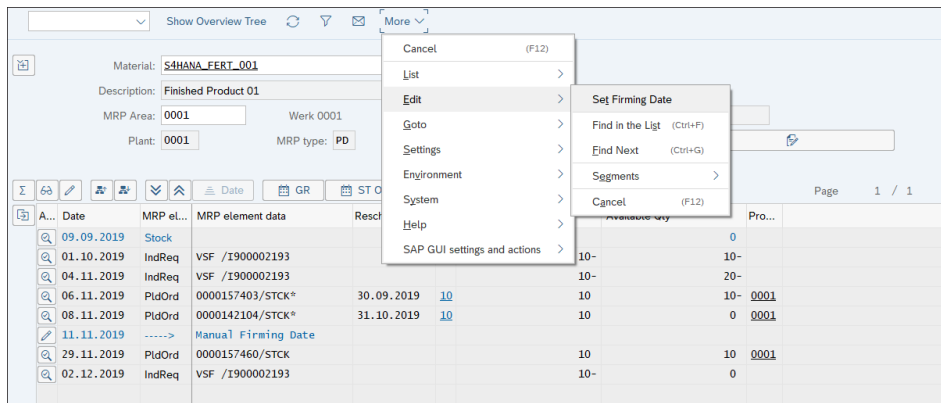 Show Overview Tree More
Cancel (F12)
List
Edit
Goto
Settings
Environment
System
Help
SAP GUI settings and actions
Set Firming Date
Find in the List (Ctrl+F)
Find Next (Ctrl+G)
Segments
Cancel (F12)
Material: S4HANA_FERT_001
Description: Finished Product 01
MRP Area: 0001 Werk 0001
Plant: 0001 MRP type: PD
Σ Date GR ST O Page 1 / 1
A... Date MRP el... MRP element data Resch Available Qty Pro...
09.09.2019 Stock 0
01.10.2019 IndReq VSF /I900002193 10- 10-
04.11.2019 IndReq VSF /I900002193 10- 20-
06.11.2019 PldOrd 0000157403/STCK* 30.09.2019 10 10 10- 0001
08.11.2019 PldOrd 0000142104/STCK* 31.10.2019 10 10 0 0001
11.11.2019 -----> Manual Firming Date
29.11.2019 PldOrd 0000157460/STCK 10 10 0001
02.12.2019 IndReq VSF /I900002193 10- 0